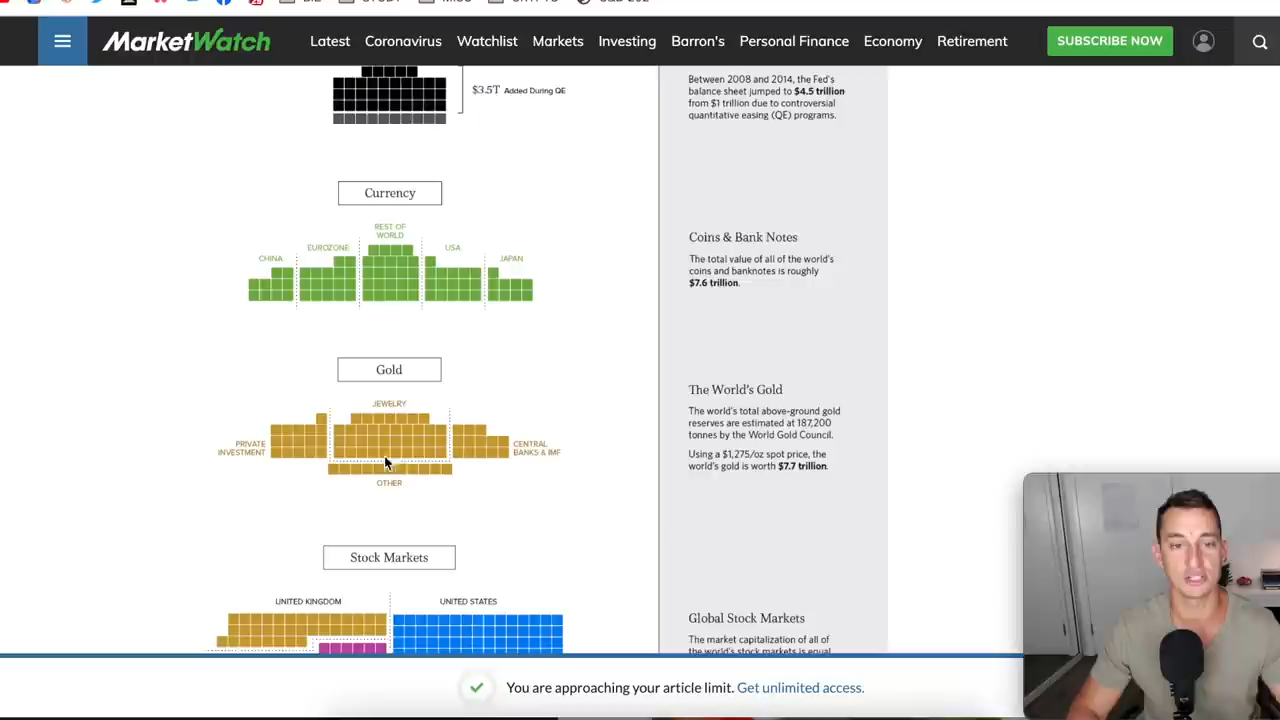 MarketWatch
Latest Coronavirus Watchlist Markets Investing Barron's Personal Finance Economy Retirement
SUBSCRIBE NOW
$3.5T Added During QE
Between 2008 and 2014, the Fed's
balance sheet jumped to $4.5 trillion
from $1 trillion due to controversial
quantitative easing (QE) programs.
Currency
REST OF
WORLD
CHINA
EUROZONE
USA
JAPAN
Coins & Bank Notes
The total value of all of the world's
coins and banknotes is roughly
$7.6 trillion.
Gold
JEWELRY
PRIVATE
INVESTMENT
CENTRAL
BANKS & IMF
OTHER
The World's Gold
The world's total above-ground gold
reserves are estimated at 187,200
tonnes by the World Gold Council.
Using a $1,275/oz spot price, the
world's gold is worth $7.7 trillion.
Stock Markets
UNITED KINGDOM
UNITED STATES
Global Stock Markets
The market capitalization of all of
the world's stock markets is equal
You are approaching your article limit. Get unlimited access.